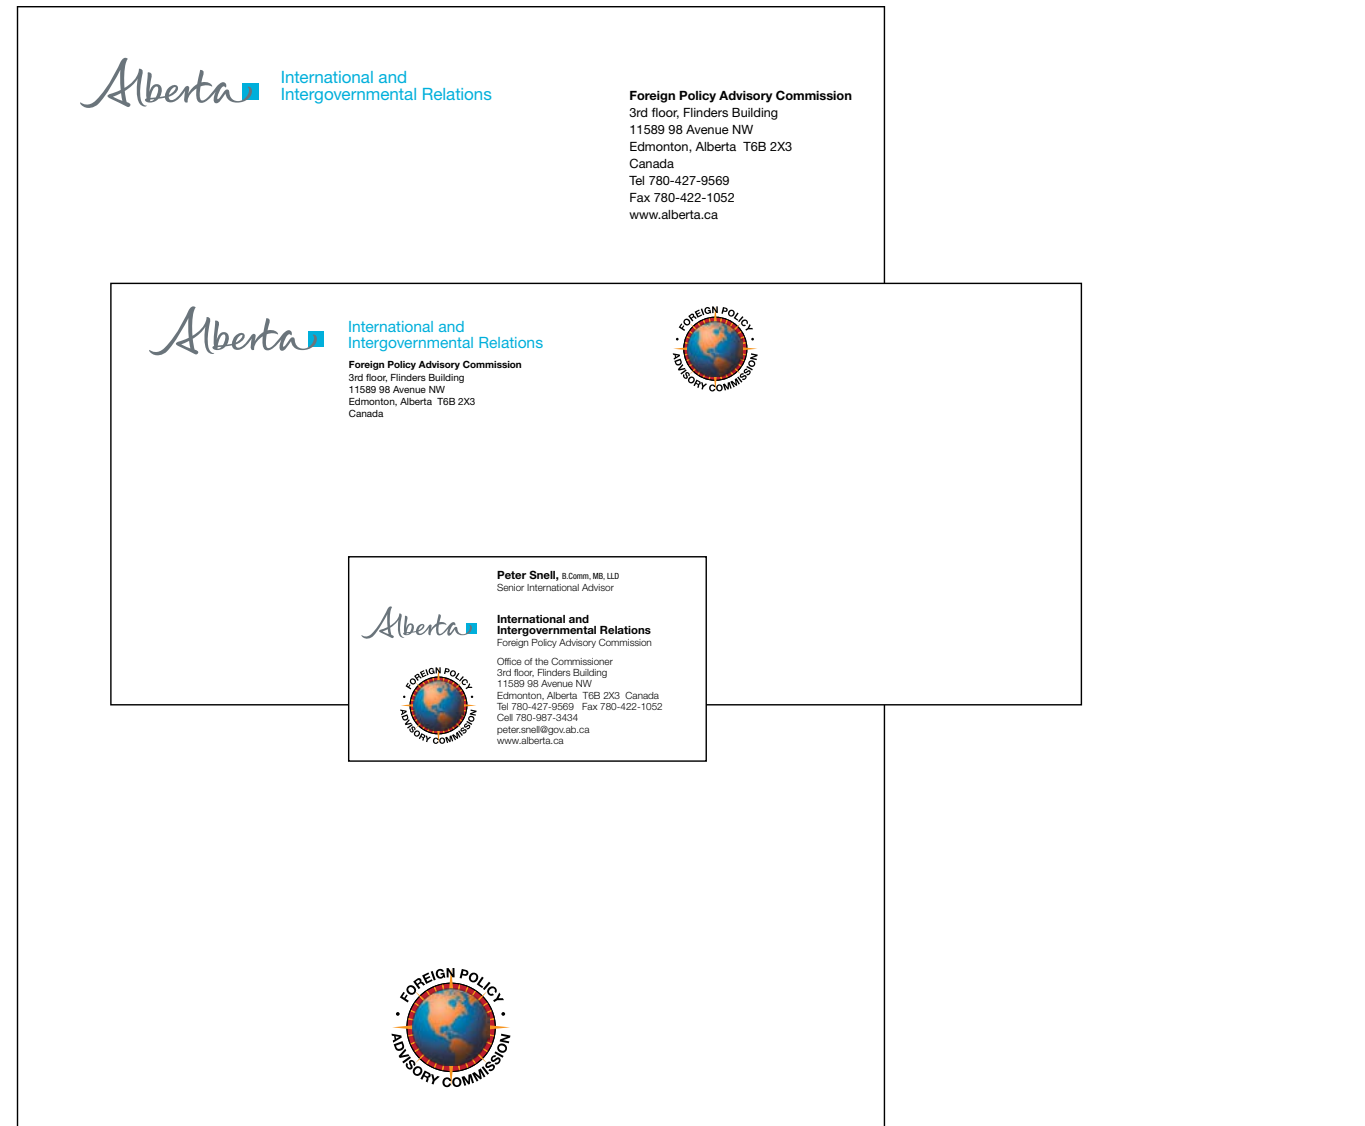 Alberta
International and
Intergovernmental Relations
Foreign Policy Advisory Commission
3rd floor, Flinders Building
11589 98 Avenue NW
Edmonton, Alberta  T6B 2X3
Canada
Tel 780-427-9569
Fax 780-422-1052
www.alberta.ca
Alberta
International and
Intergovernmental Relations
Foreign Policy Advisory Commission
3rd floor, Flinders Building
11589 98 Avenue NW
Edmonton, Alberta  T6B 2X3
Canada
FOREIGN POLICY
ADVISORY COMMISSION
Peter Snell, B.Comm, MB, LLD
Senior International Advisor
Alberta
International and
Intergovernmental Relations
Foreign Policy Advisory Commission
Office of the Commissioner
3rd floor, Flinders Building
11589 98 Avenue NW
Edmonton, Alberta  T6B 2X3  Canada
Tel 780-427-9569   Fax 780-422-1052
Cell 780-987-3434
peter.snell@gov.ab.ca
www.alberta.ca
FOREIGN POLICY
ADVISORY COMMISSION
FOREIGN POLICY
ADVISORY COMMISSION